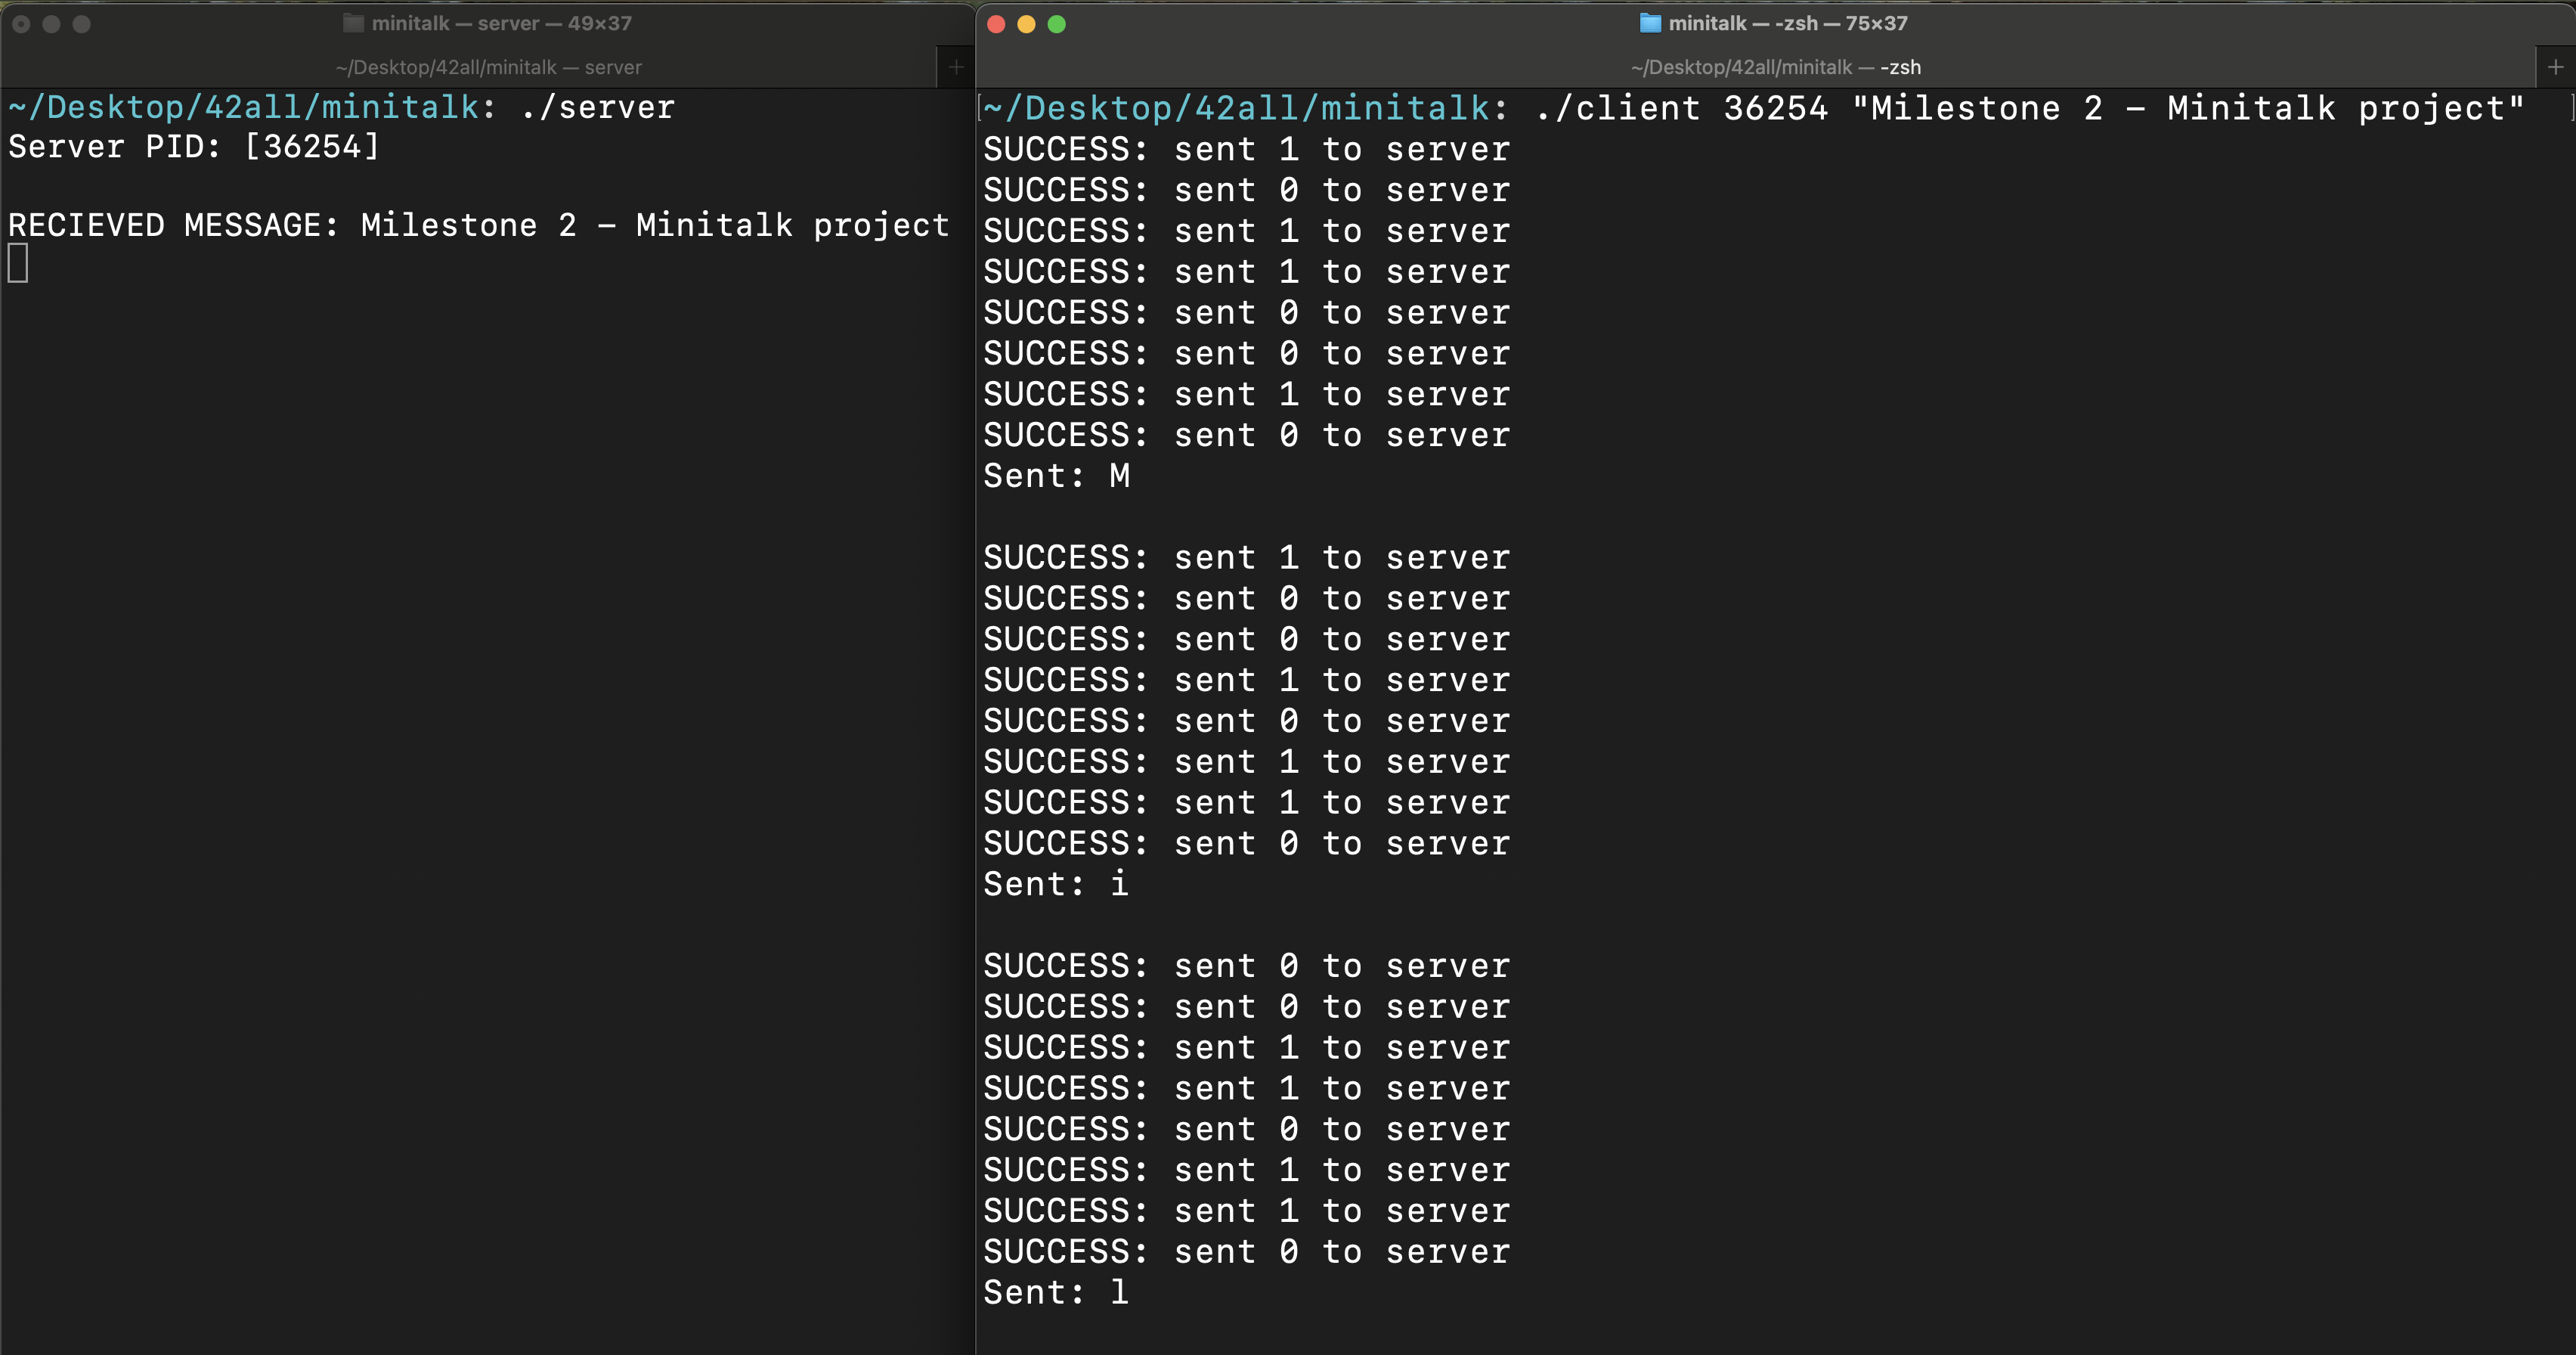 minitalk — server — 49×37
~/Desktop/42all/minitalk — server
~/Desktop/42all/minitalk: ./server
Server PID: [36254]
RECIEVED MESSAGE: Milestone 2 – Minitalk project
minitalk — -zsh — 75×37
~/Desktop/42all/minitalk — -zsh
~/Desktop/42all/minitalk: ./client 36254 "Milestone 2 – Minitalk project"
SUCCESS: sent 1 to server
SUCCESS: sent 0 to server
SUCCESS: sent 1 to server
SUCCESS: sent 1 to server
SUCCESS: sent 0 to server
SUCCESS: sent 0 to server
SUCCESS: sent 1 to server
SUCCESS: sent 0 to server
Sent: M
SUCCESS: sent 1 to server
SUCCESS: sent 0 to server
SUCCESS: sent 0 to server
SUCCESS: sent 1 to server
SUCCESS: sent 0 to server
SUCCESS: sent 1 to server
SUCCESS: sent 1 to server
SUCCESS: sent 0 to server
Sent: i
SUCCESS: sent 0 to server
SUCCESS: sent 0 to server
SUCCESS: sent 1 to server
SUCCESS: sent 1 to server
SUCCESS: sent 0 to server
SUCCESS: sent 1 to server
SUCCESS: sent 1 to server
SUCCESS: sent 0 to server
Sent: l